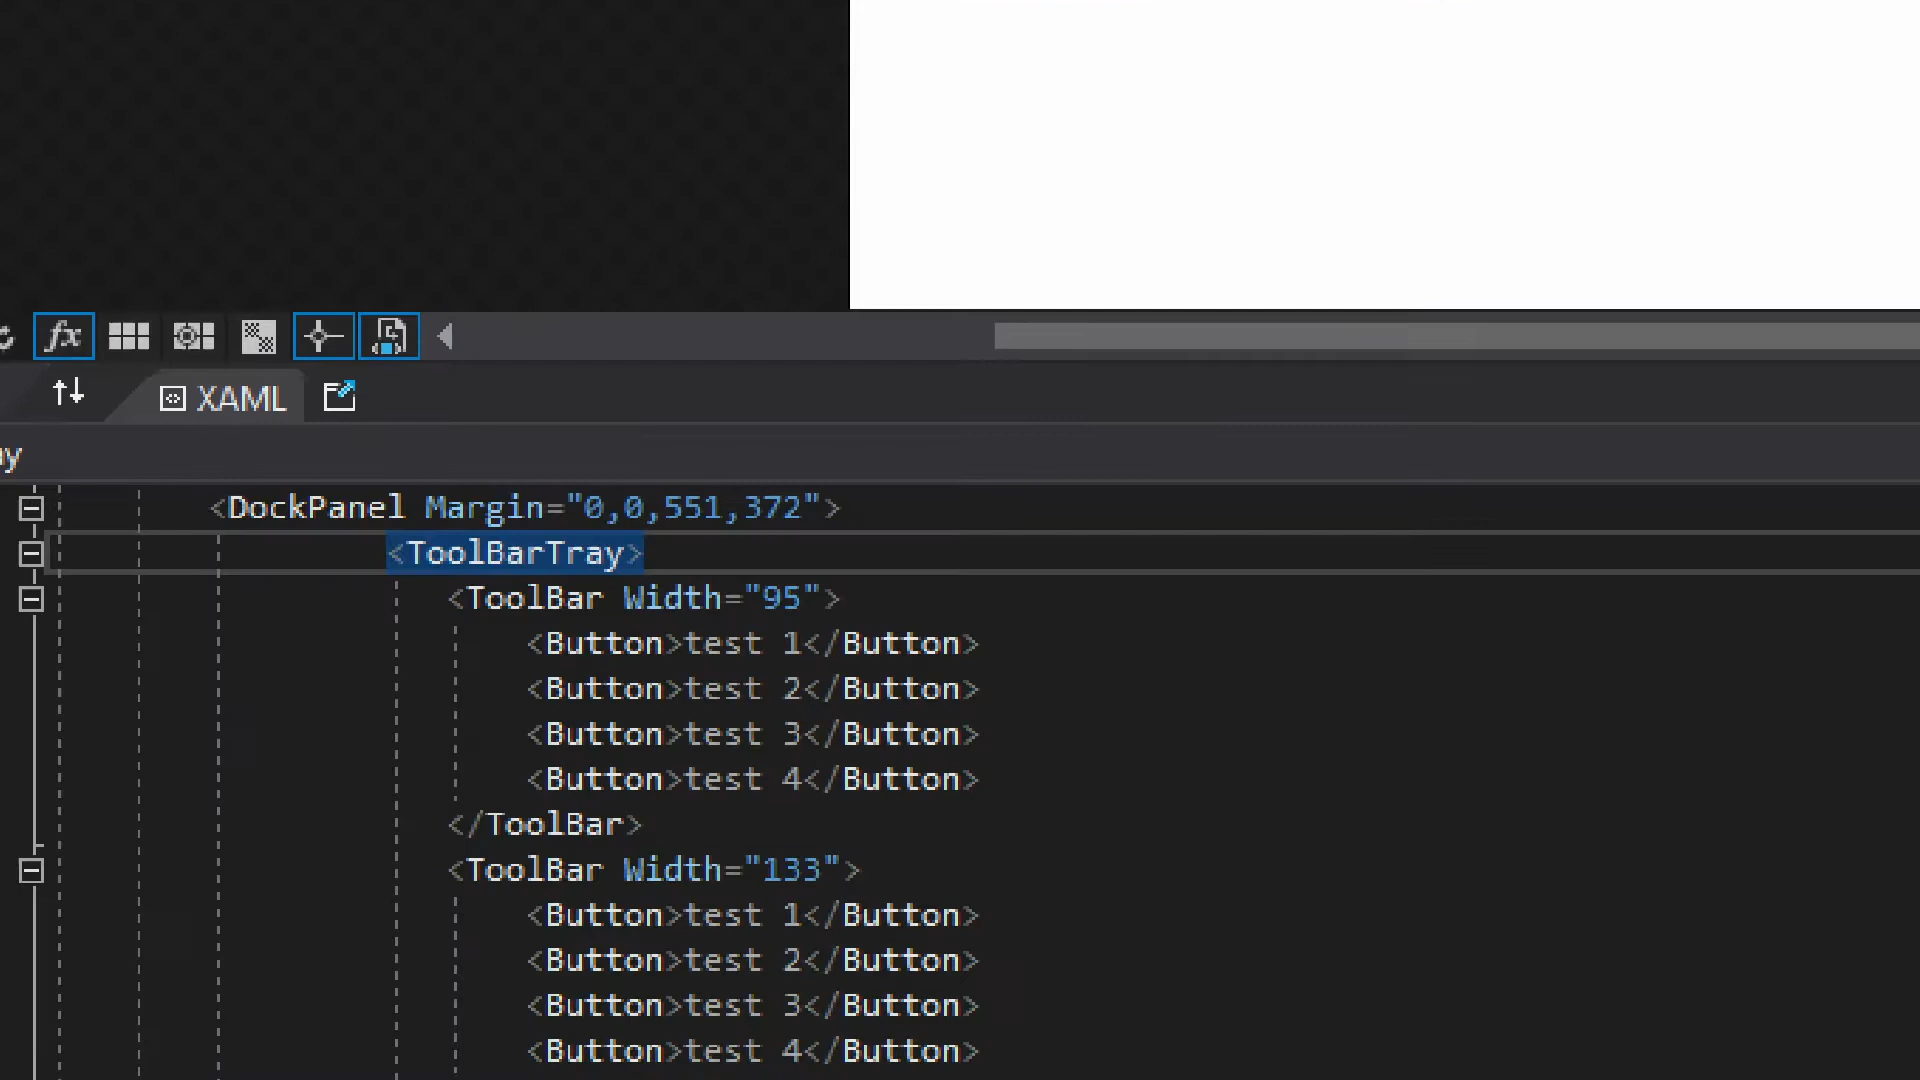 fx
XAML
ay
<DockPanel Margin="0,0,551,372">
<ToolBarTray>
<ToolBar Width="95">
<Button>test 1</Button>
<Button>test 2</Button>
<Button>test 3</Button>
<Button>test 4</Button>
</ToolBar>
<ToolBar Width="133">
<Button>test 1</Button>
<Button>test 2</Button>
<Button>test 3</Button>
<Button>test 4</Button>